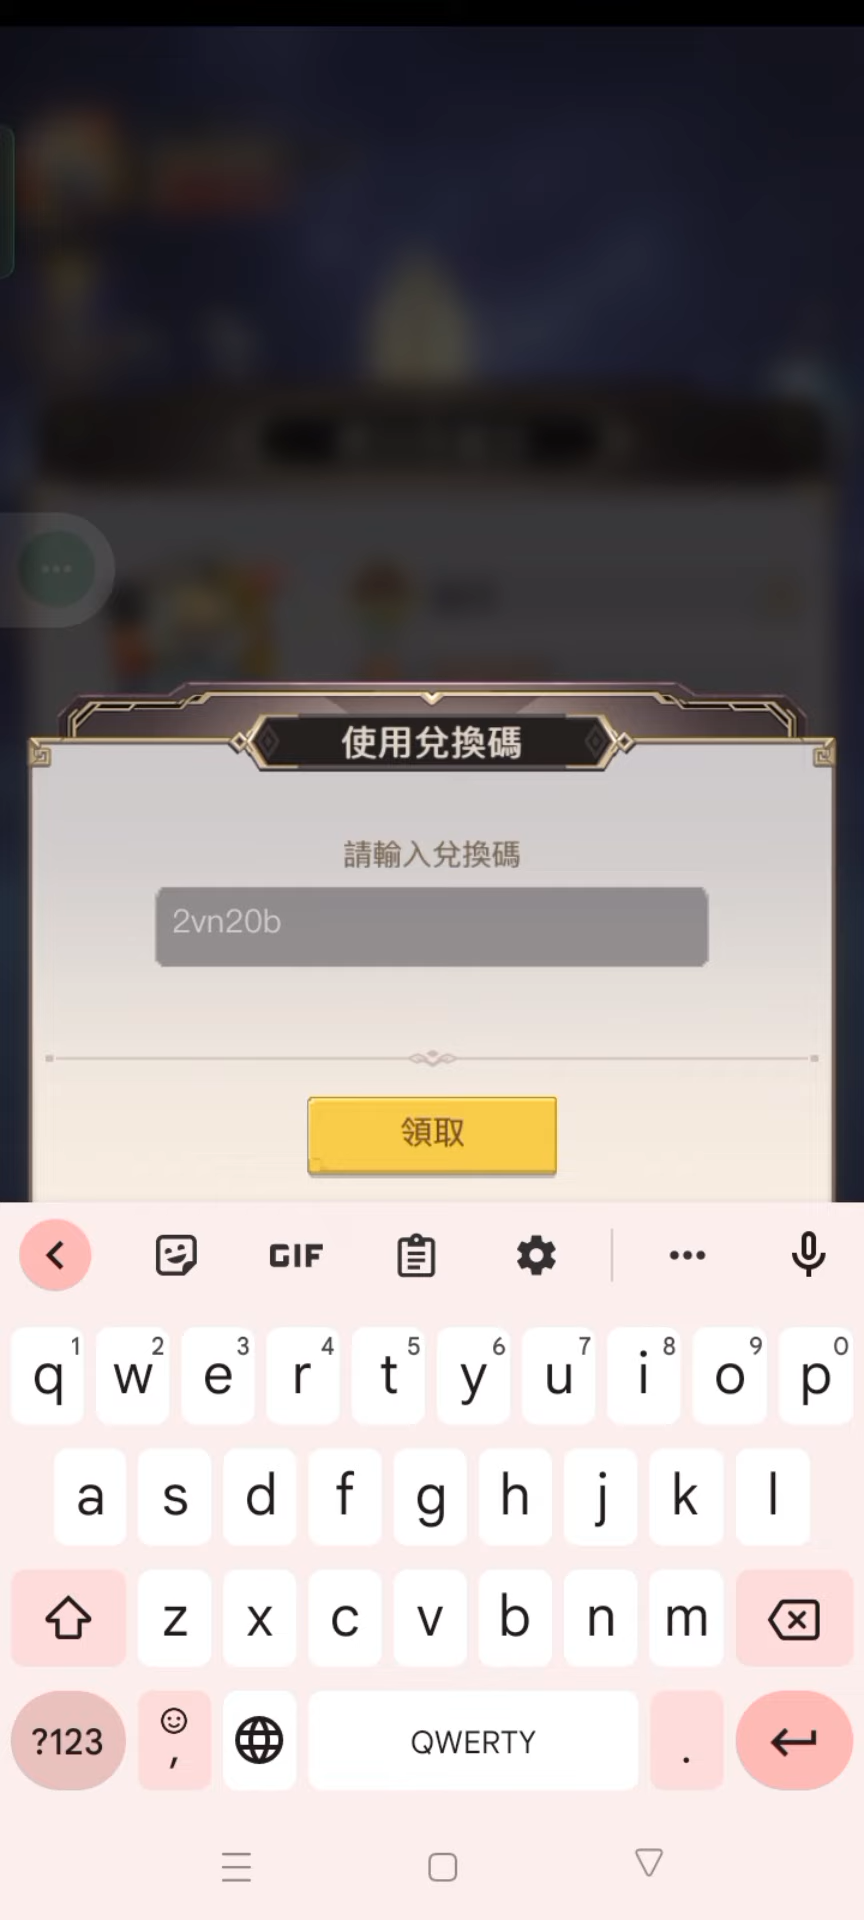 使用兌換碼
請輸入兌換碼
2vn20b
領取
GIF
1 2 3 4 5 6 7 8 9 0
q w e r t y u i o p
a s d f g h j k l
z x c v b n m
?123 , QWERTY .